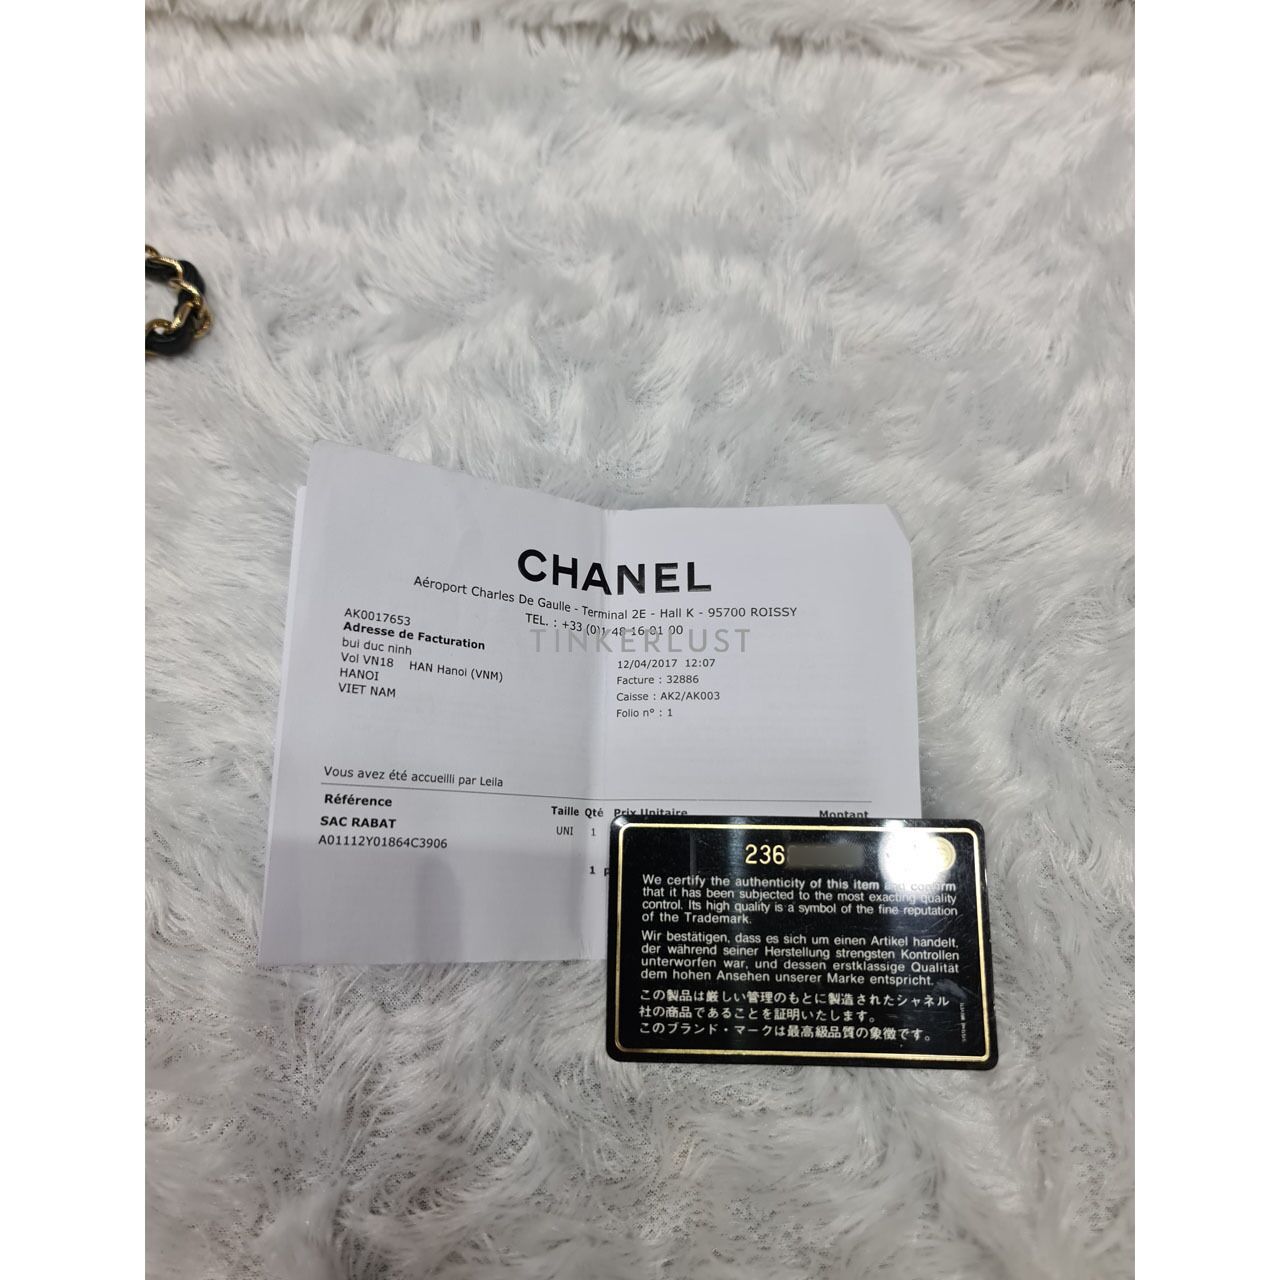 CHANEL
Aéroport Charles De Gaulle - Terminal 2E - Hall K - 95700 ROISSY
TEL. : +33 (0)1 48 16 01 00
TINKERLUST
AK0017653
Adresse de Facturation
bui duc ninh
Vol VN18 HAN Hanoi (VNM)
HANOI
VIET NAM
12/04/2017 12:07
Facture : 32886
Caisse : AK2/AK003
Folio n° : 1
Vous avez été accueilli par Leila
Référence Taille Qté Prix Unitaire Montant
SAC RABAT UNI 1
A01112Y01864C3906
1 p
236
We certify the authenticity of this item and confirm
that it has been subjected to the most exacting quality
control. Its high quality is a symbol of the fine reputation
of the Trademark.
Wir bestätigen, dass es sich um einen Artikel handelt,
der während seiner Herstellung strengsten Kontrollen
unterworfen war, und dessen erstklassige Qualität
dem hohen Ansehen unserer Marke entspricht.
この製品は厳しい管理のもとに製造されたシャネル
社の商品であることを証明いたします。
このブランド・マークは最高級品質の象徴です。